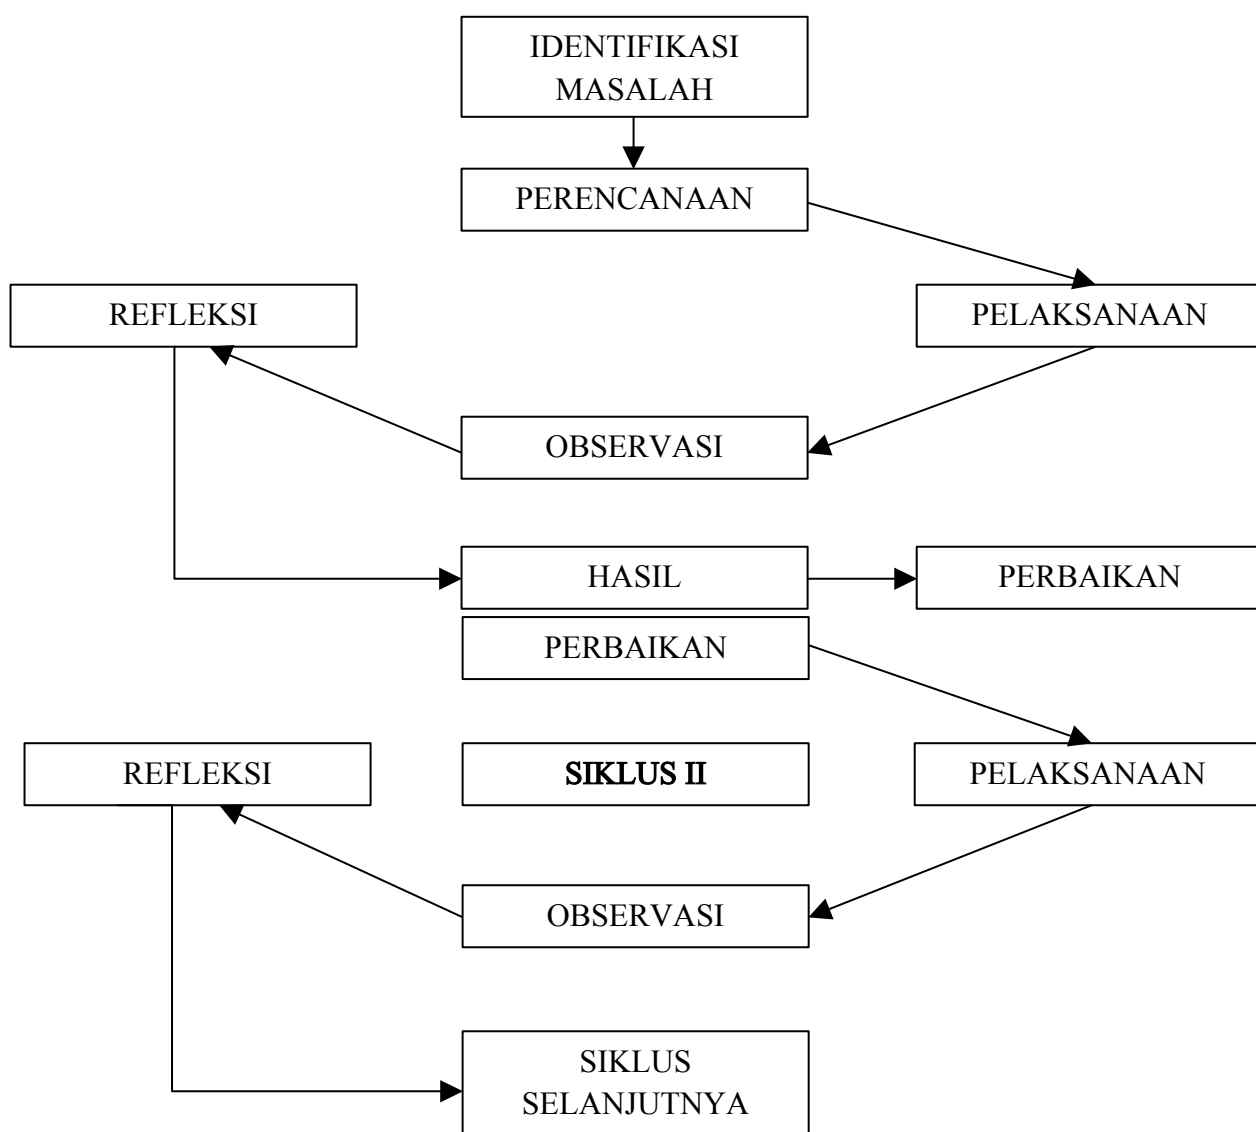 IDENTIFIKASI
MASALAH
PERENCANAAN
REFLEKSI
PELAKSANAAN
OBSERVASI
HASIL
PERBAIKAN
PERBAIKAN
REFLEKSI
SIKLUS II
PELAKSANAAN
OBSERVASI
SIKLUS
SELANJUTNYA